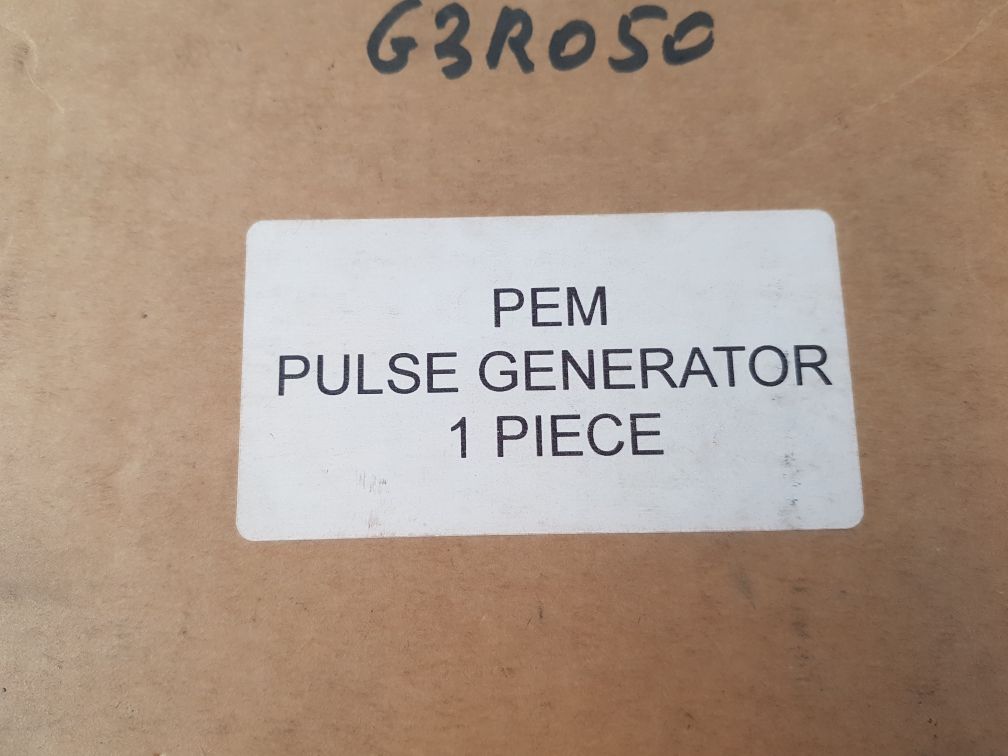 G3R050
PEM
PULSE GENERATOR
1 PIECE